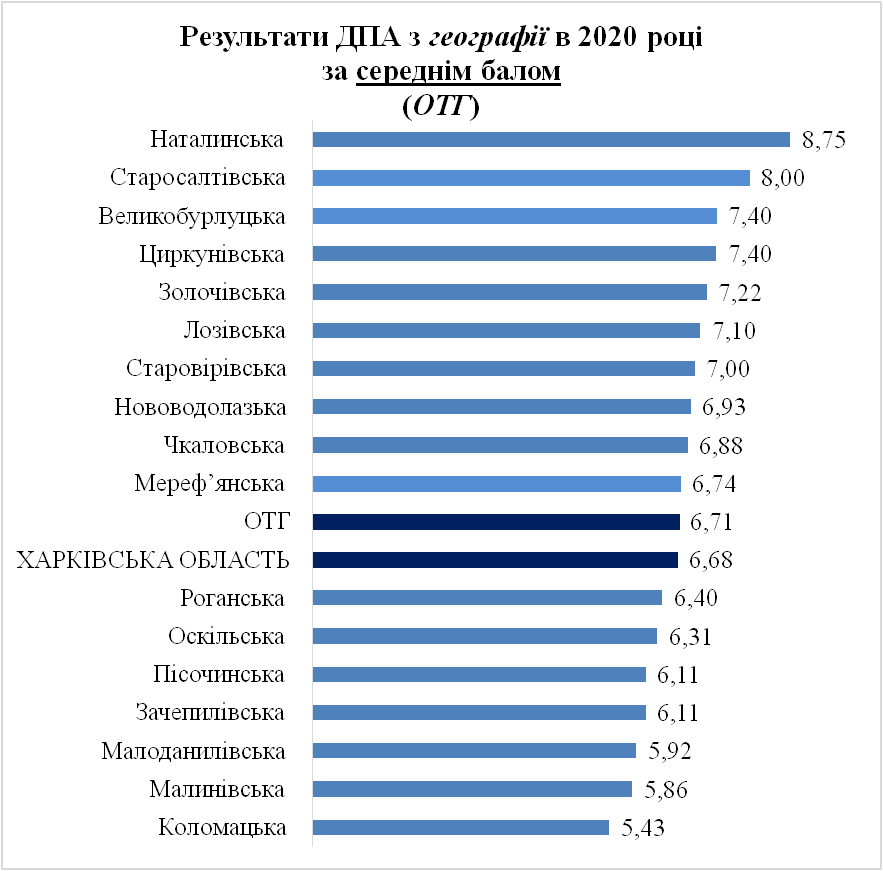 Результати ДПА з географії в 2020 році
за середнім балом
(ОТГ)
Наталинська 8,75
Старосалтівська 8,00
Великобурлуцька 7,40
Циркунівська 7,40
Золочівська 7,22
Лозівська 7,10
Старовірівська 7,00
Нововодолазька 6,93
Чкаловська 6,88
Мереф’янська 6,74
ОТГ 6,71
ХАРКІВСЬКА ОБЛАСТЬ 6,68
Роганська 6,40
Оскільська 6,31
Пісочинська 6,11
Зачепилівська 6,11
Малоданилівська 5,92
Малинівська 5,86
Коломацька 5,43